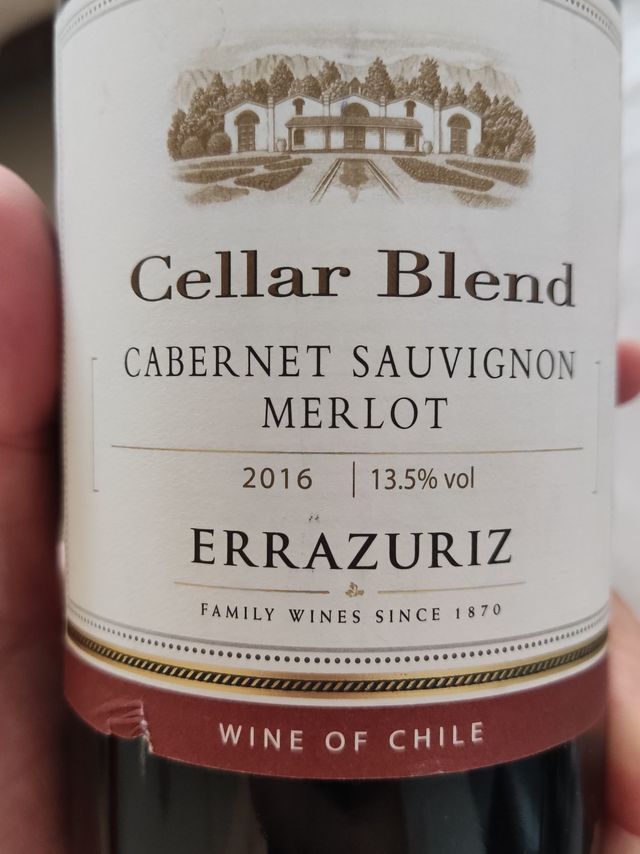 Cellar Blend
CABERNET SAUVIGNON
MERLOT
2016 | 13.5% vol
ERRAZURIZ
FAMILY WINES SINCE 1870
WINE OF CHILE